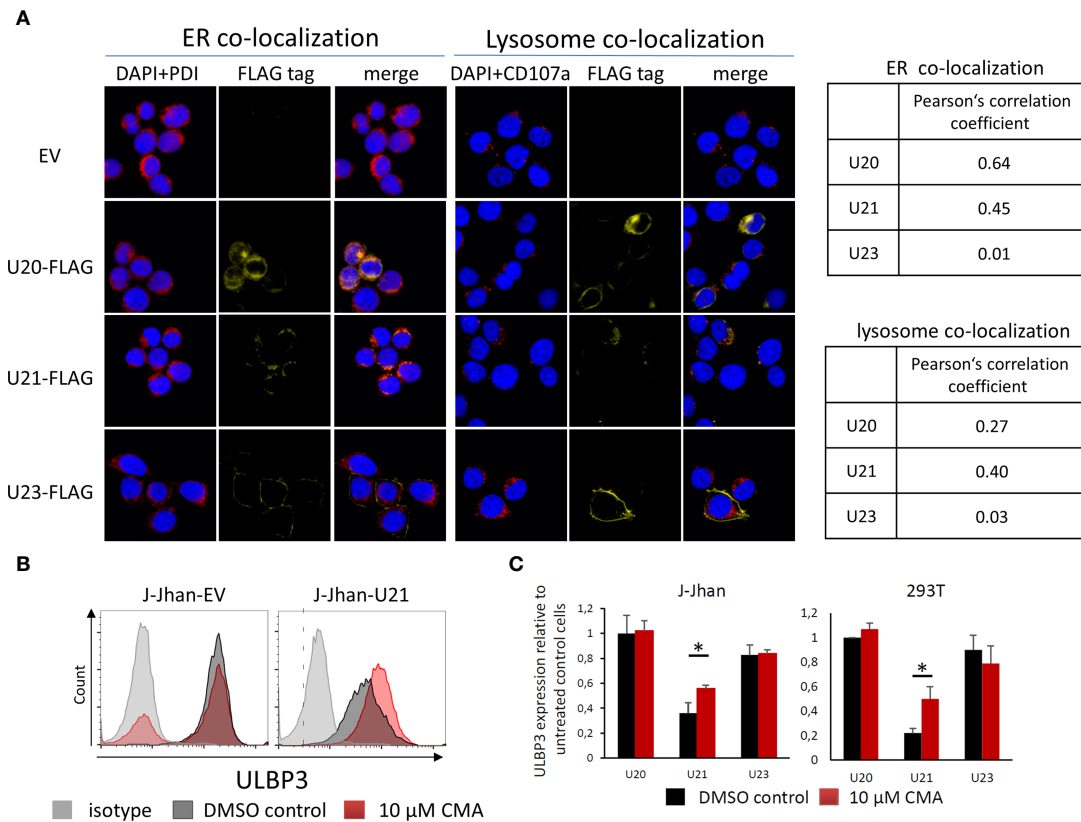 A
ER co-localization
Lysosome co-localization
DAPI+PDI
FLAG tag
merge
DAPI+CD107a
FLAG tag
merge
EV
U20-FLAG
U21-FLAG
U23-FLAG
ER co-localization
Pearson‘s correlation
coefficient
U20 0.64
U21 0.45
U23 0.01
lysosome co-localization
Pearson‘s correlation
coefficient
U20 0.27
U21 0.40
U23 0.03
B
J-Jhan-EV
J-Jhan-U21
Count
ULBP3
isotype
DMSO control
10 µM CMA
C
ULBP3 expression relative to
untreated control cells
J-Jhan
1,2
1
0,8
0,6
0,4
0,2
0
*
U20 U21 U23
293T
1,2
1
0,8
0,6
0,4
0,2
0
*
U20 U21 U23
DMSO control
10 µM CMA